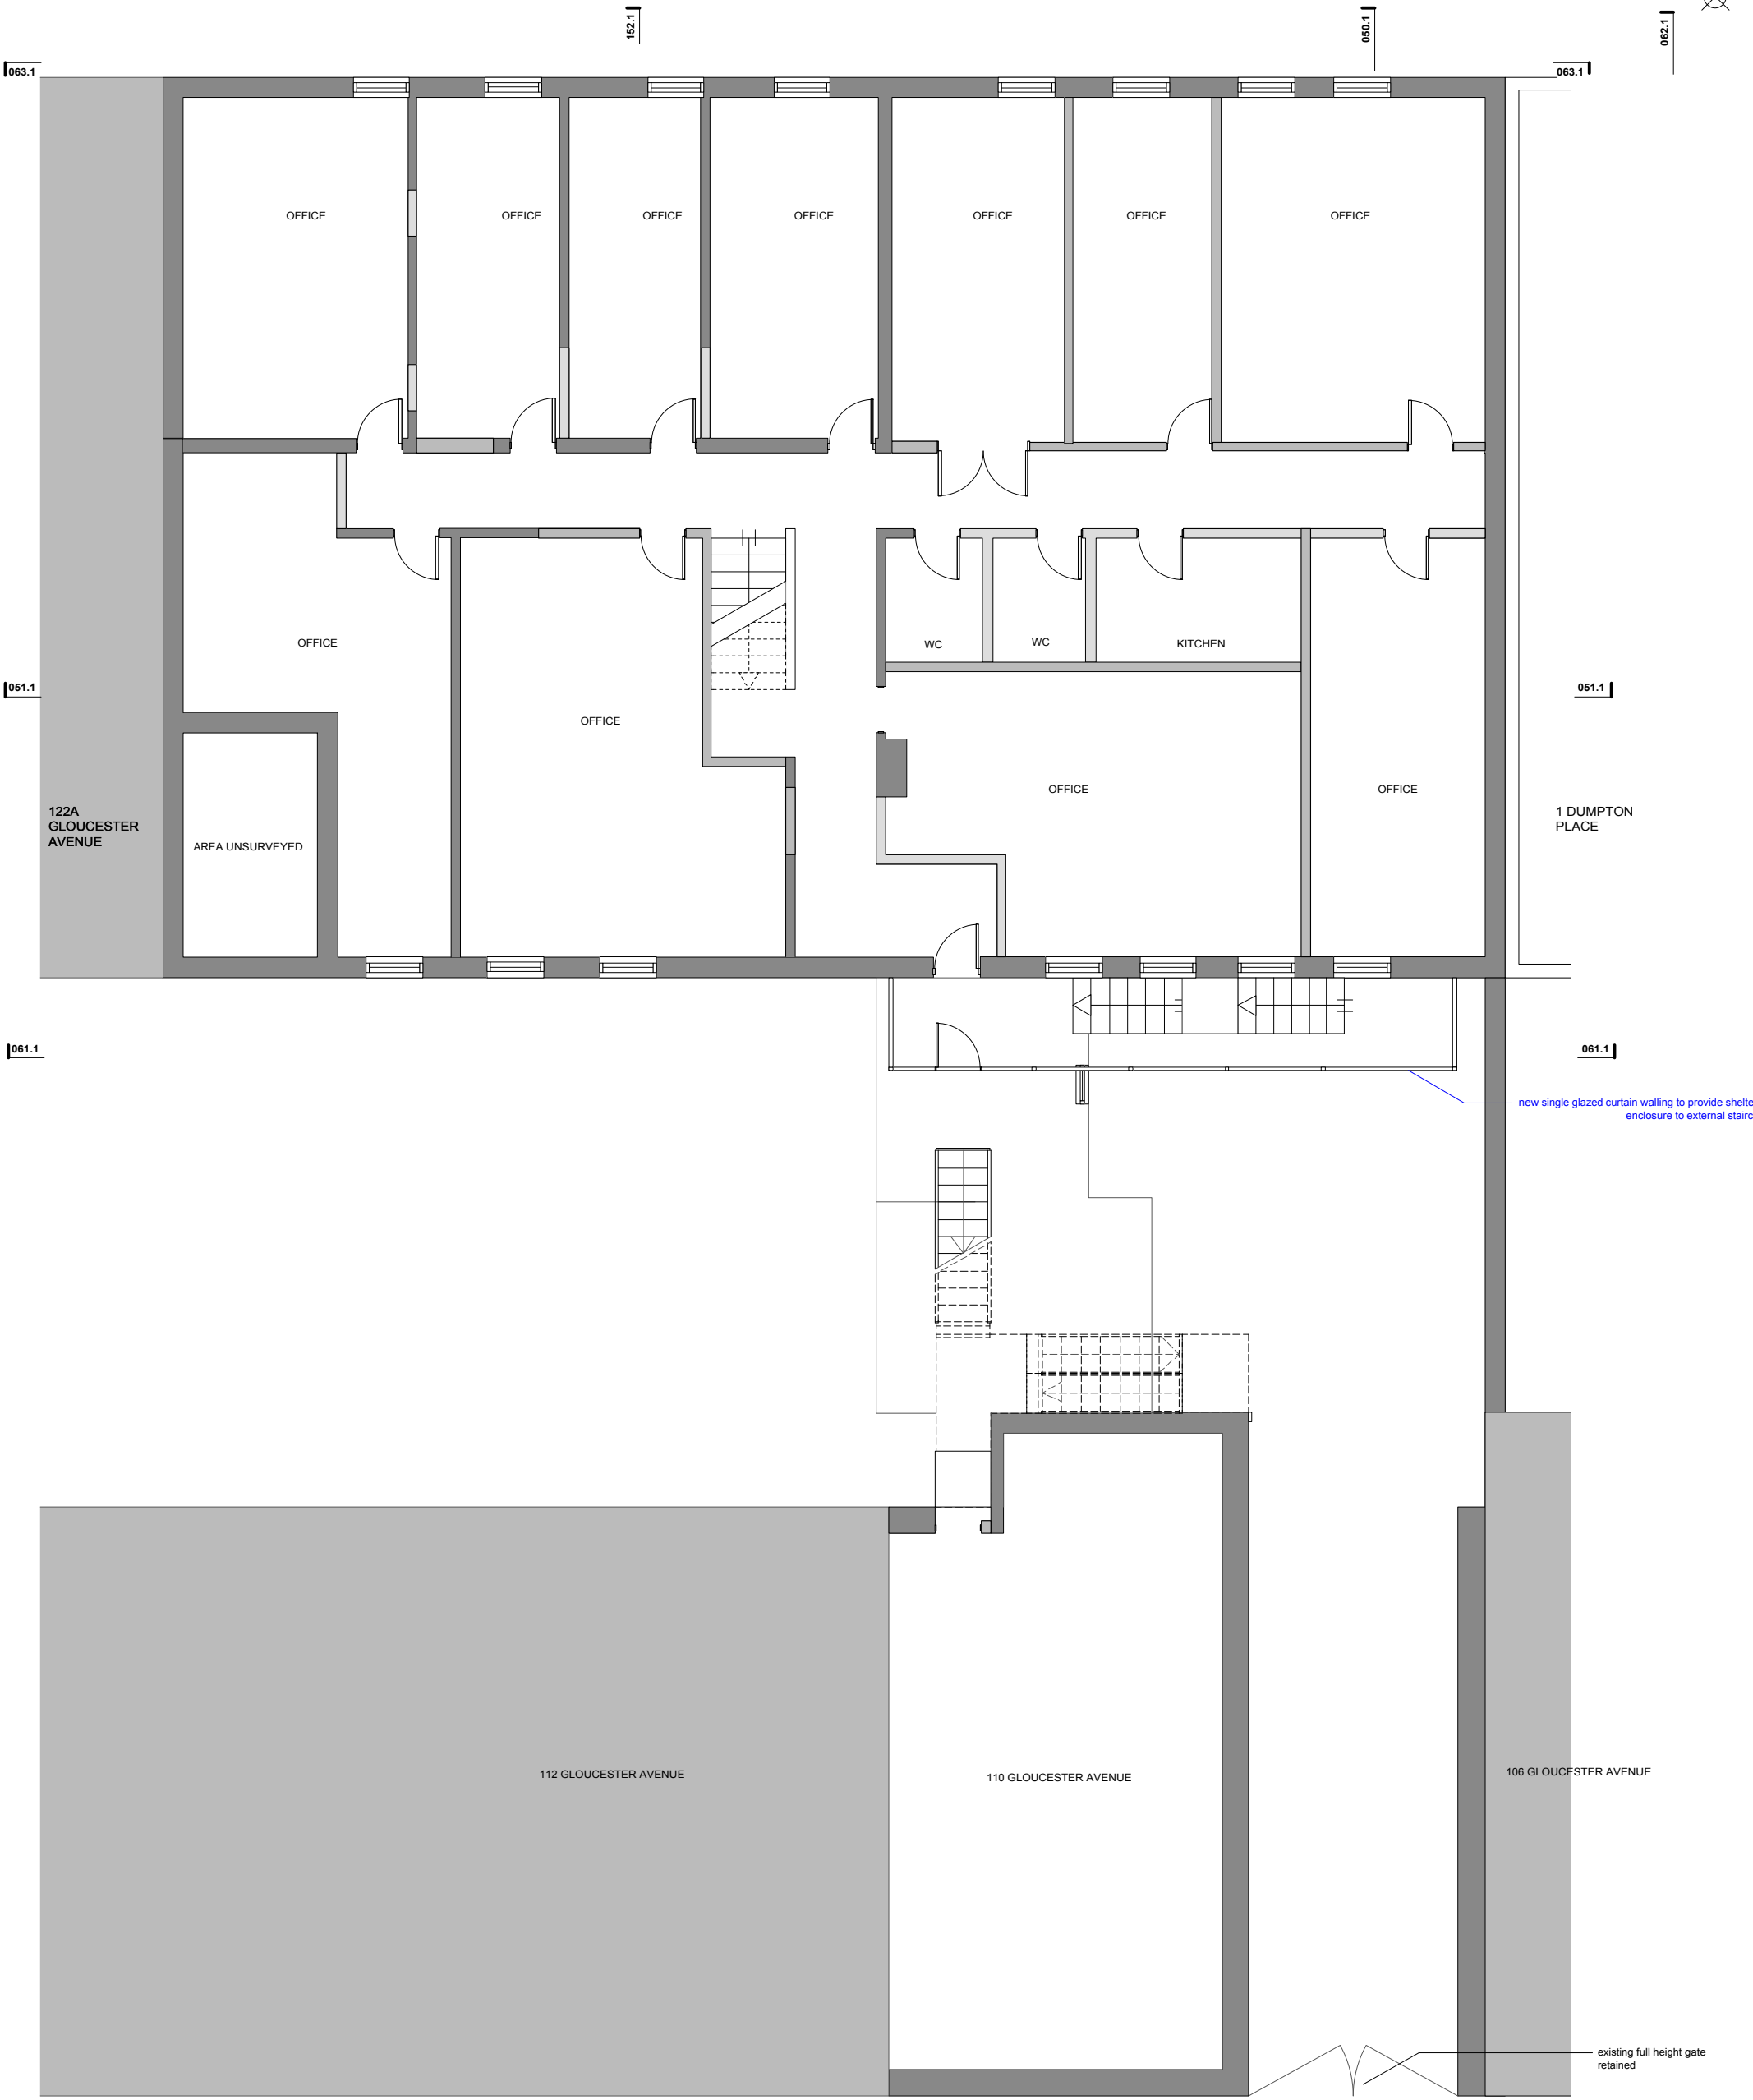 152.1
050.1
062.1
063.1
063.1
OFFICE
OFFICE
OFFICE
OFFICE
OFFICE
OFFICE
OFFICE
OFFICE
WC
WC
KITCHEN
051.1
051.1
OFFICE
OFFICE
OFFICE
122A
GLOUCESTER
AVENUE
1 DUMPTON
PLACE
AREA UNSURVEYED
061.1
061.1
new single glazed curtain walling to provide shelte
enclosure to external stairc
112 GLOUCESTER AVENUE
110 GLOUCESTER AVENUE
106 GLOUCESTER AVENUE
existing full height gate
retained